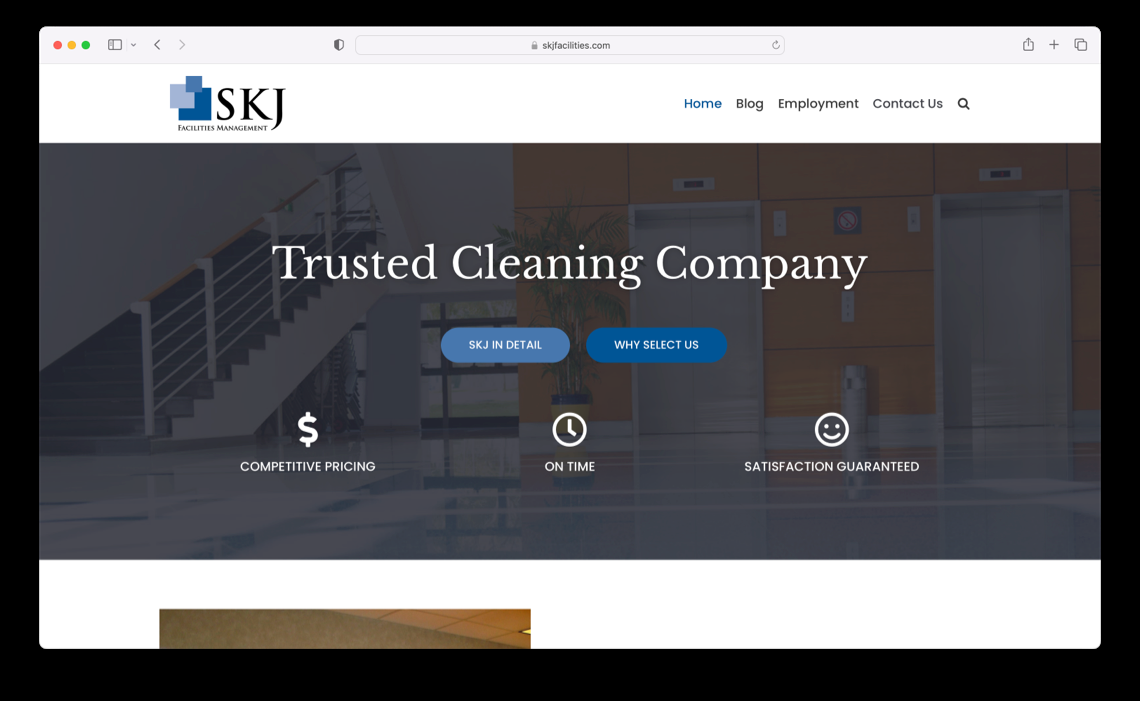 skjfacilities.com
SKJ
FACILITIES MANAGEMENT
Home Blog Employment Contact Us
Trusted Cleaning Company
SKJ IN DETAIL WHY SELECT US
COMPETITIVE PRICING ON TIME SATISFACTION GUARANTEED